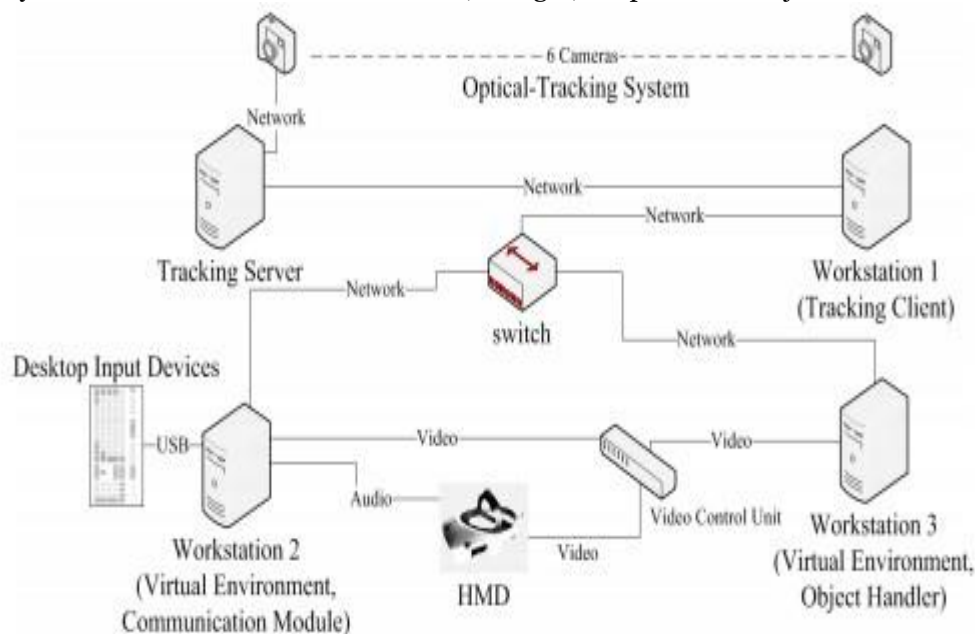 6 Cameras
Optical-Tracking System
Network
Network
Network
Tracking Server
Workstation 1
(Tracking Client)
Network
switch
Network
Desktop Input Devices
USB
Video
Video
Audio
Video Control Unit
Video
Workstation 2
(Virtual Environment,
Communication Module)
HMD
Workstation 3
(Virtual Environment,
Object Handler)